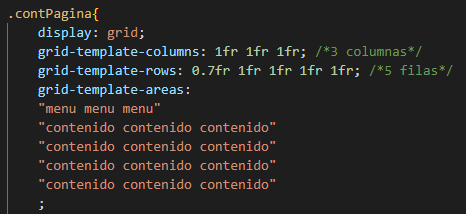 .contPagina{
display: grid;
grid-template-columns: 1fr 1fr 1fr; /*3 columnas*/
grid-template-rows: 0.7fr 1fr 1fr 1fr 1fr; /*5 filas*/
grid-template-areas:
"menu menu menu"
"contenido contenido contenido"
"contenido contenido contenido"
"contenido contenido contenido"
"contenido contenido contenido"
;